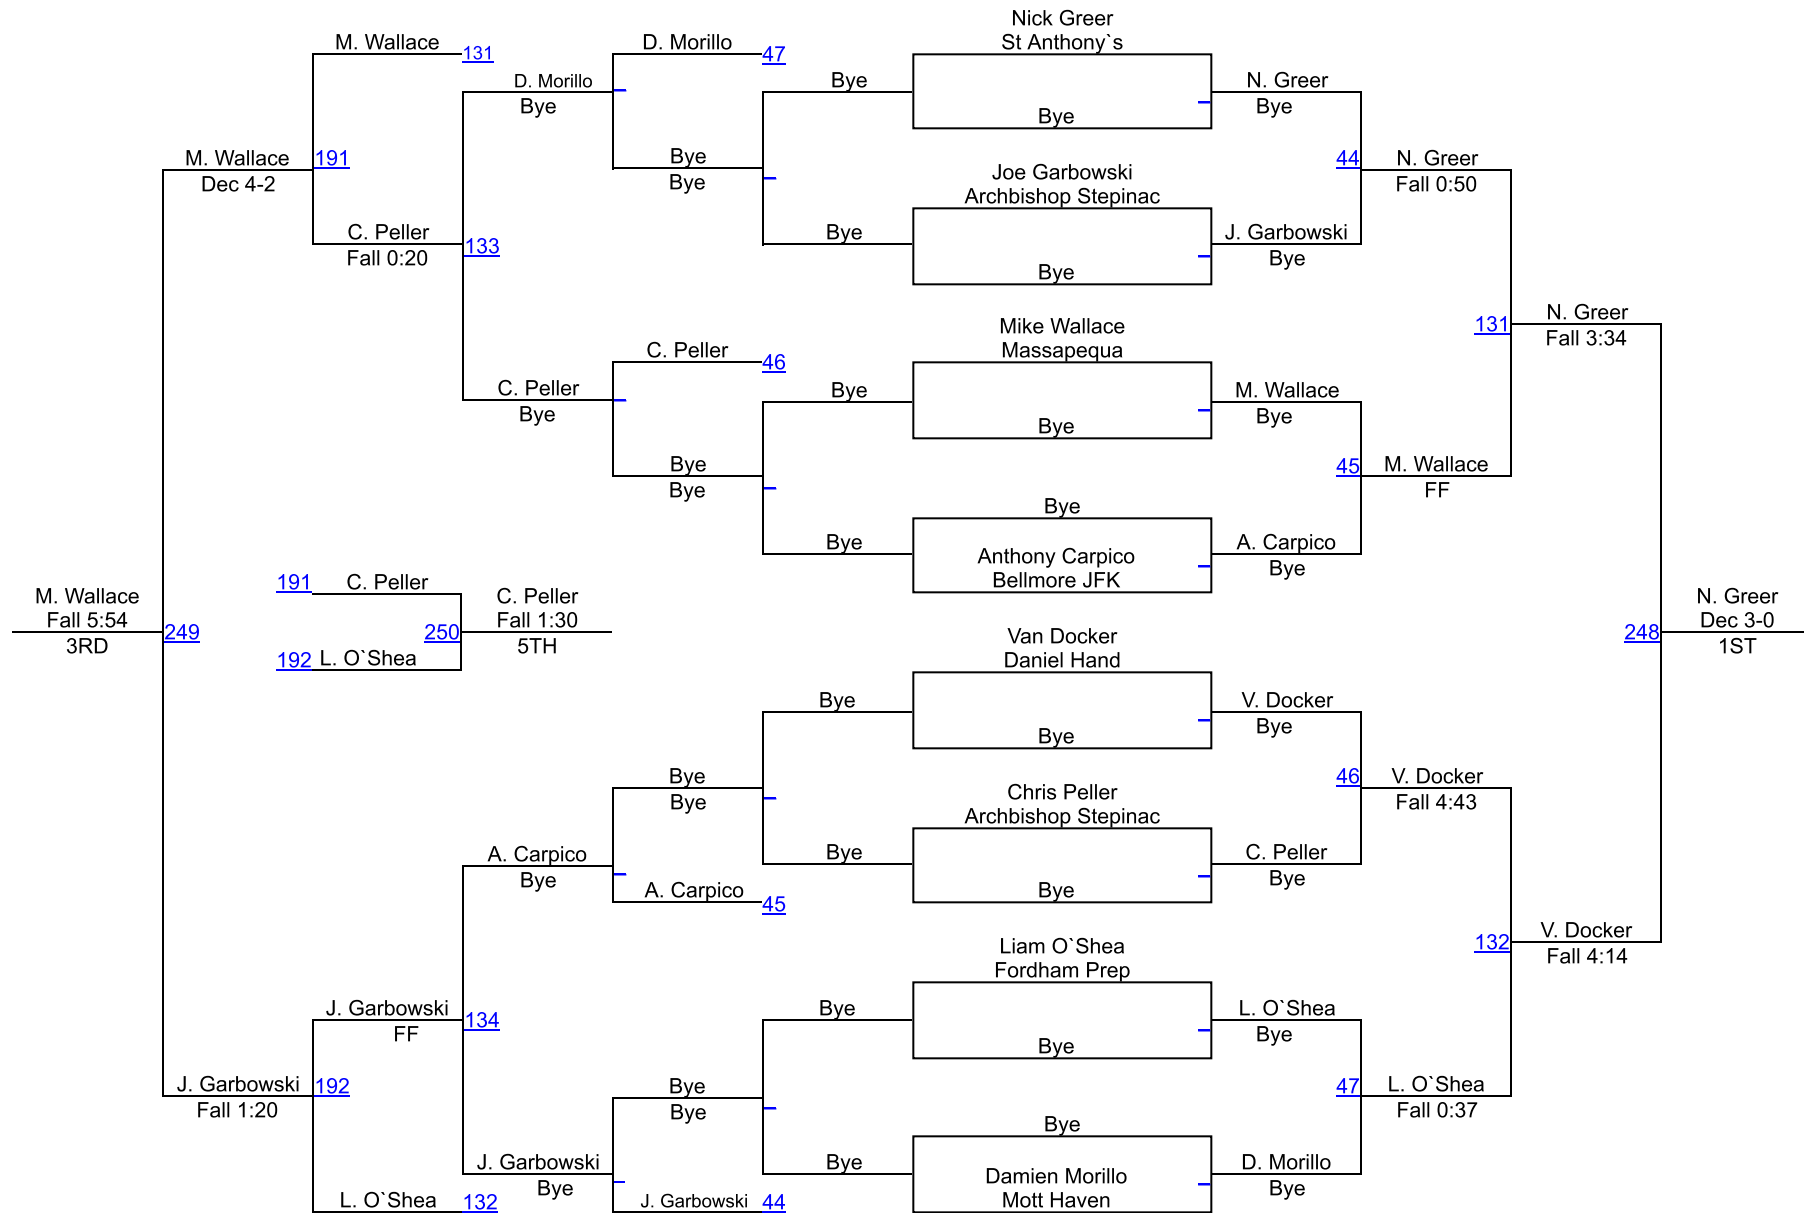 Nick Greer
M. Wallace
131
D. Morillo
47
St Anthony`s
D. Morillo
Bye
Bye
N. Greer
Bye
Bye
M. Wallace
Dec 4-2
191
Bye
Bye
44
N. Greer
Fall 0:50
Joe Garbowski
Archbishop Stepinac
C. Peller
Fall 0:20
133
Bye
J. Garbowski
Bye
Bye
Mike Wallace
Massapequa
131
N. Greer
Fall 3:34
C. Peller
46
C. Peller
Bye
Bye
M. Wallace
Bye
Bye
Bye
Bye
45
M. Wallace
FF
Bye
Bye
A. Carpico
Bye
Anthony Carpico
Bellmore JFK
191
C. Peller
M. Wallace
Fall 5:54
3RD
249
C. Peller
Fall 1:30
5TH
250
192
L. O`Shea
N. Greer
Dec 3-0
1ST
248
Van Docker
Daniel Hand
Bye
V. Docker
Bye
Bye
Bye
Bye
46
V. Docker
Fall 4:43
Chris Peller
Archbishop Stepinac
A. Carpico
Bye
Bye
C. Peller
Bye
Bye
A. Carpico
45
Liam O`Shea
Fordham Prep
132
V. Docker
Fall 4:14
J. Garbowski
FF
134
Bye
L. O`Shea
Bye
Bye
J. Garbowski
Fall 1:20
192
Bye
Bye
47
L. O`Shea
Fall 0:37
Bye
J. Garbowski
Bye
Bye
Damien Morillo
Mott Haven
D. Morillo
Bye
L. O`Shea
132
J. Garbowski
44